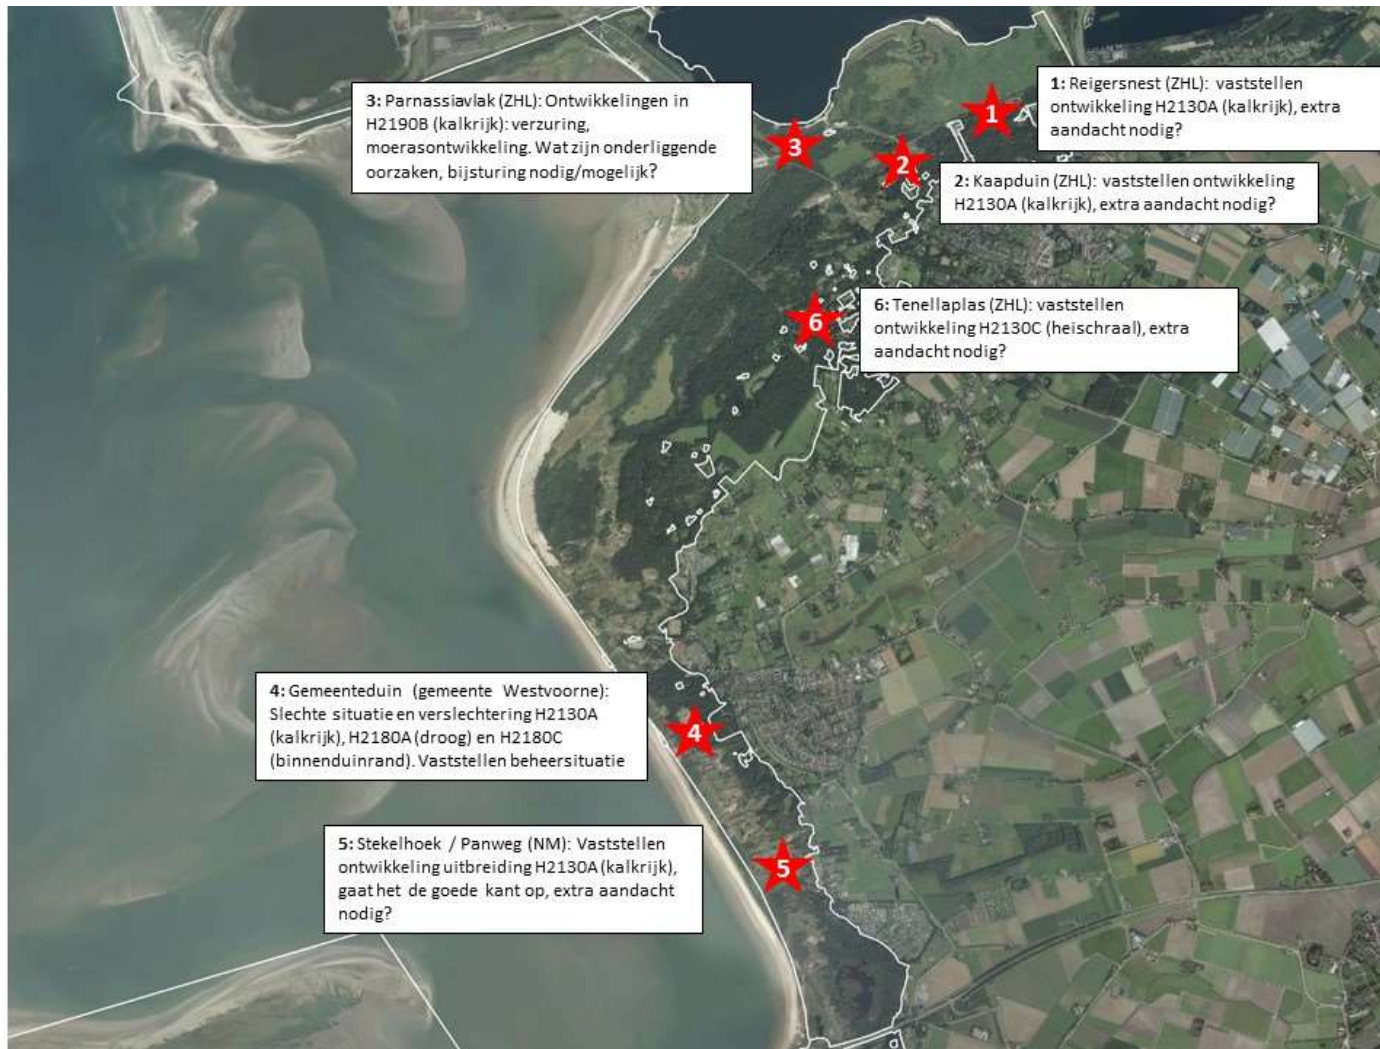 1: Reigersnest (ZHL): vaststellen
ontwikkeling H2130A (kalkrijk), extra
aandacht nodig?
3: Parnassiavlak (ZHL): Ontwikkelingen in
H2190B (kalkrijk): verzuring,
moerasontwikkeling. Wat zijn onderliggende
oorzaken, bijsturing nodig/mogelijk?
1
3
2
2: Kaapduin (ZHL): vaststellen ontwikkeling
H2130A (kalkrijk), extra aandacht nodig?
6
6: Tenellaplas (ZHL): vaststellen
ontwikkeling H2130C (heischraal), extra
aandacht nodig?
4: Gemeenteduin (gemeente Westvoorne):
Slechte situatie en verslechtering H2130A
(kalkrijk), H2180A (droog) en H2180C
(binnenduinrand). Vaststellen beheersituatie
4
5: Stekelhoek / Panweg (NM): Vaststellen
ontwikkeling uitbreiding H2130A (kalkrijk),
gaat het de goede kant op, extra aandacht
nodig?
5